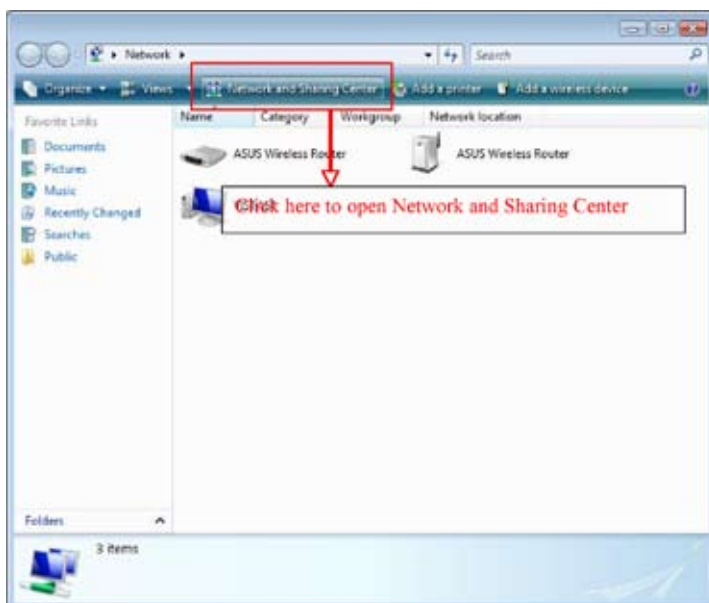 Network
Search
Organize
Views
Network and Sharing Center
Add a printer
Add a wireless device
Favorite Links
Name
Category
Workgroup
Network location
Documents
ASUS Wireless Router
ASUS Wireless Router
Pictures
Music
Click here to open Network and Sharing Center
Recently Changed
Searches
Public
Folders
3 items